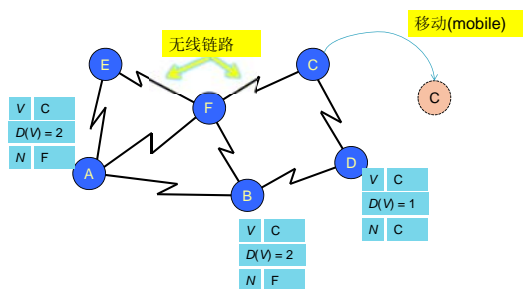 移动(mobile)
无线链路
E
C
F
C
V C
D(V) = 2
N F
A
B
D
V C
D(V) = 1
N C
V C
D(V) = 2
N F